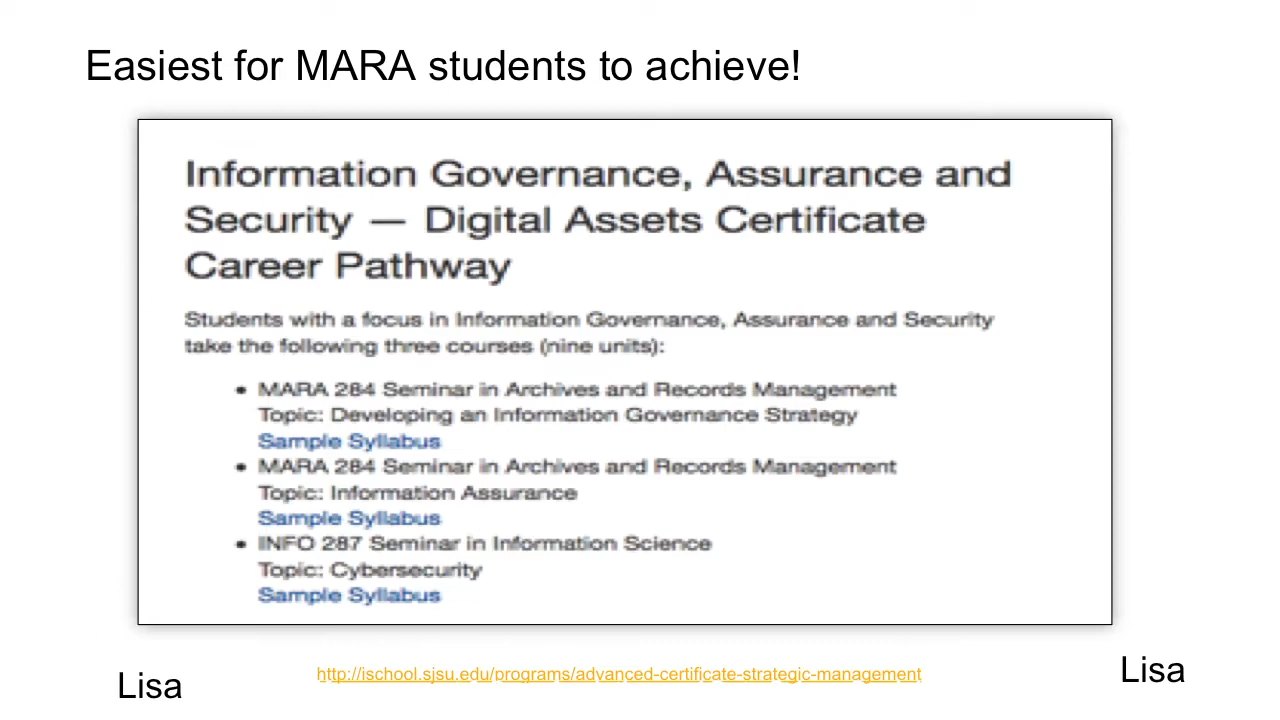 Easiest for MARA students to achieve!
Information Governance, Assurance and
Security — Digital Assets Certificate
Career Pathway
Students with a focus in Information Governance, Assurance and Security
take the following three courses (nine units):
• MARA 284 Seminar in Archives and Records Management
Topic: Developing an Information Governance Strategy
Sample Syllabus
• MARA 284 Seminar in Archives and Records Management
Topic: Information Assurance
Sample Syllabus
• INFO 287 Seminar in Information Science
Topic: Cybersecurity
Sample Syllabus
Lisa
http://ischool.sjsu.edu/programs/advanced-certificate-strategic-management
Lisa